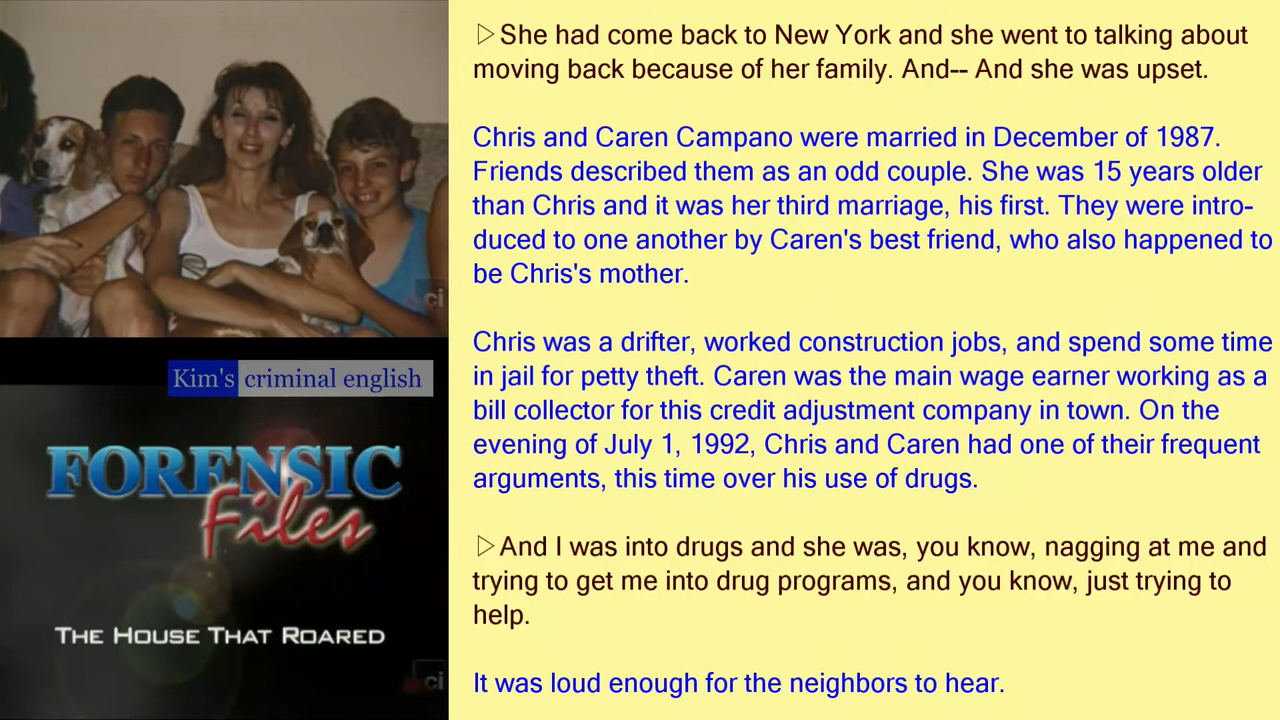 ▷She had come back to New York and she went to talking about
moving back because of her family. And-- And she was upset.
Chris and Caren Campano were married in December of 1987.
Friends described them as an odd couple. She was 15 years older
than Chris and it was her third marriage, his first. They were intro-
duced to one another by Caren's best friend, who also happened to
be Chris's mother.
Chris was a drifter, worked construction jobs, and spend some time
in jail for petty theft. Caren was the main wage earner working as a
bill collector for this credit adjustment company in town. On the
evening of July 1, 1992, Chris and Caren had one of their frequent
arguments, this time over his use of drugs.
▷And I was into drugs and she was, you know, nagging at me and
trying to get me into drug programs, and you know, just trying to
help.
It was loud enough for the neighbors to hear.
ci
Kim's criminal english
FORENSIC
Files
THE HOUSE THAT ROARED
ci